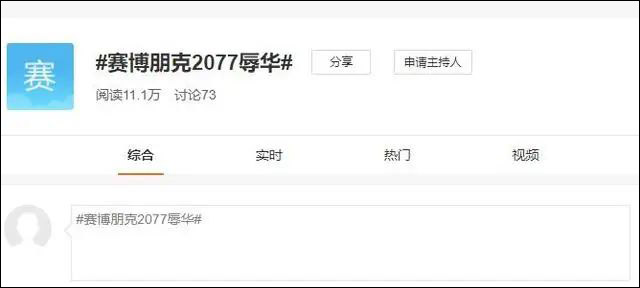 赛
#赛博朋克2077辱华#
分享
申请主持人
阅读11.1万 讨论73
综合 实时 热门 视频
#赛博朋克2077辱华#